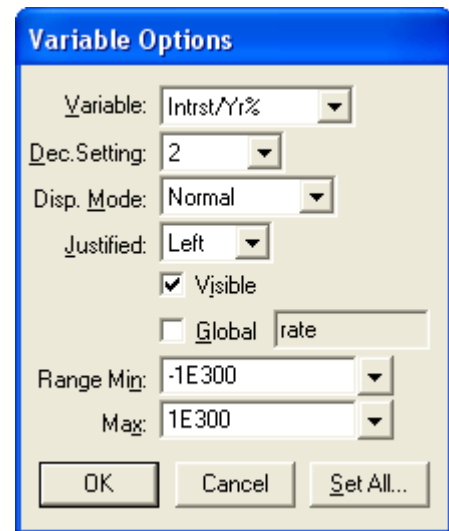 Variable Options
Variable: Intrst/Yr%
Dec.Setting: 2
Disp. Mode: Normal
Justified: Left
Visible
Global rate
Range Min: -1E300
Max: 1E300
OK Cancel Set All...